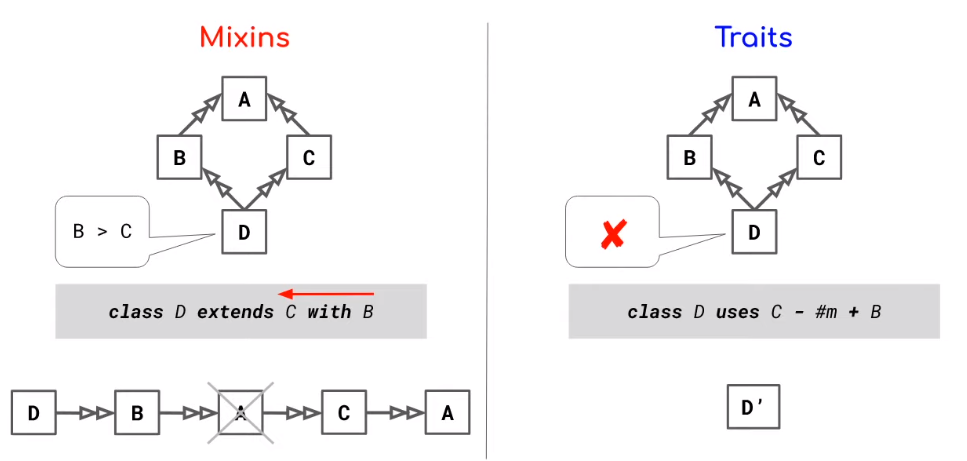 Mixins
A
B
C
D
B > C
class D extends C with B
D
B
A
C
A
Traits
A
B
C
D
✘
class D uses C - #m + B
D’